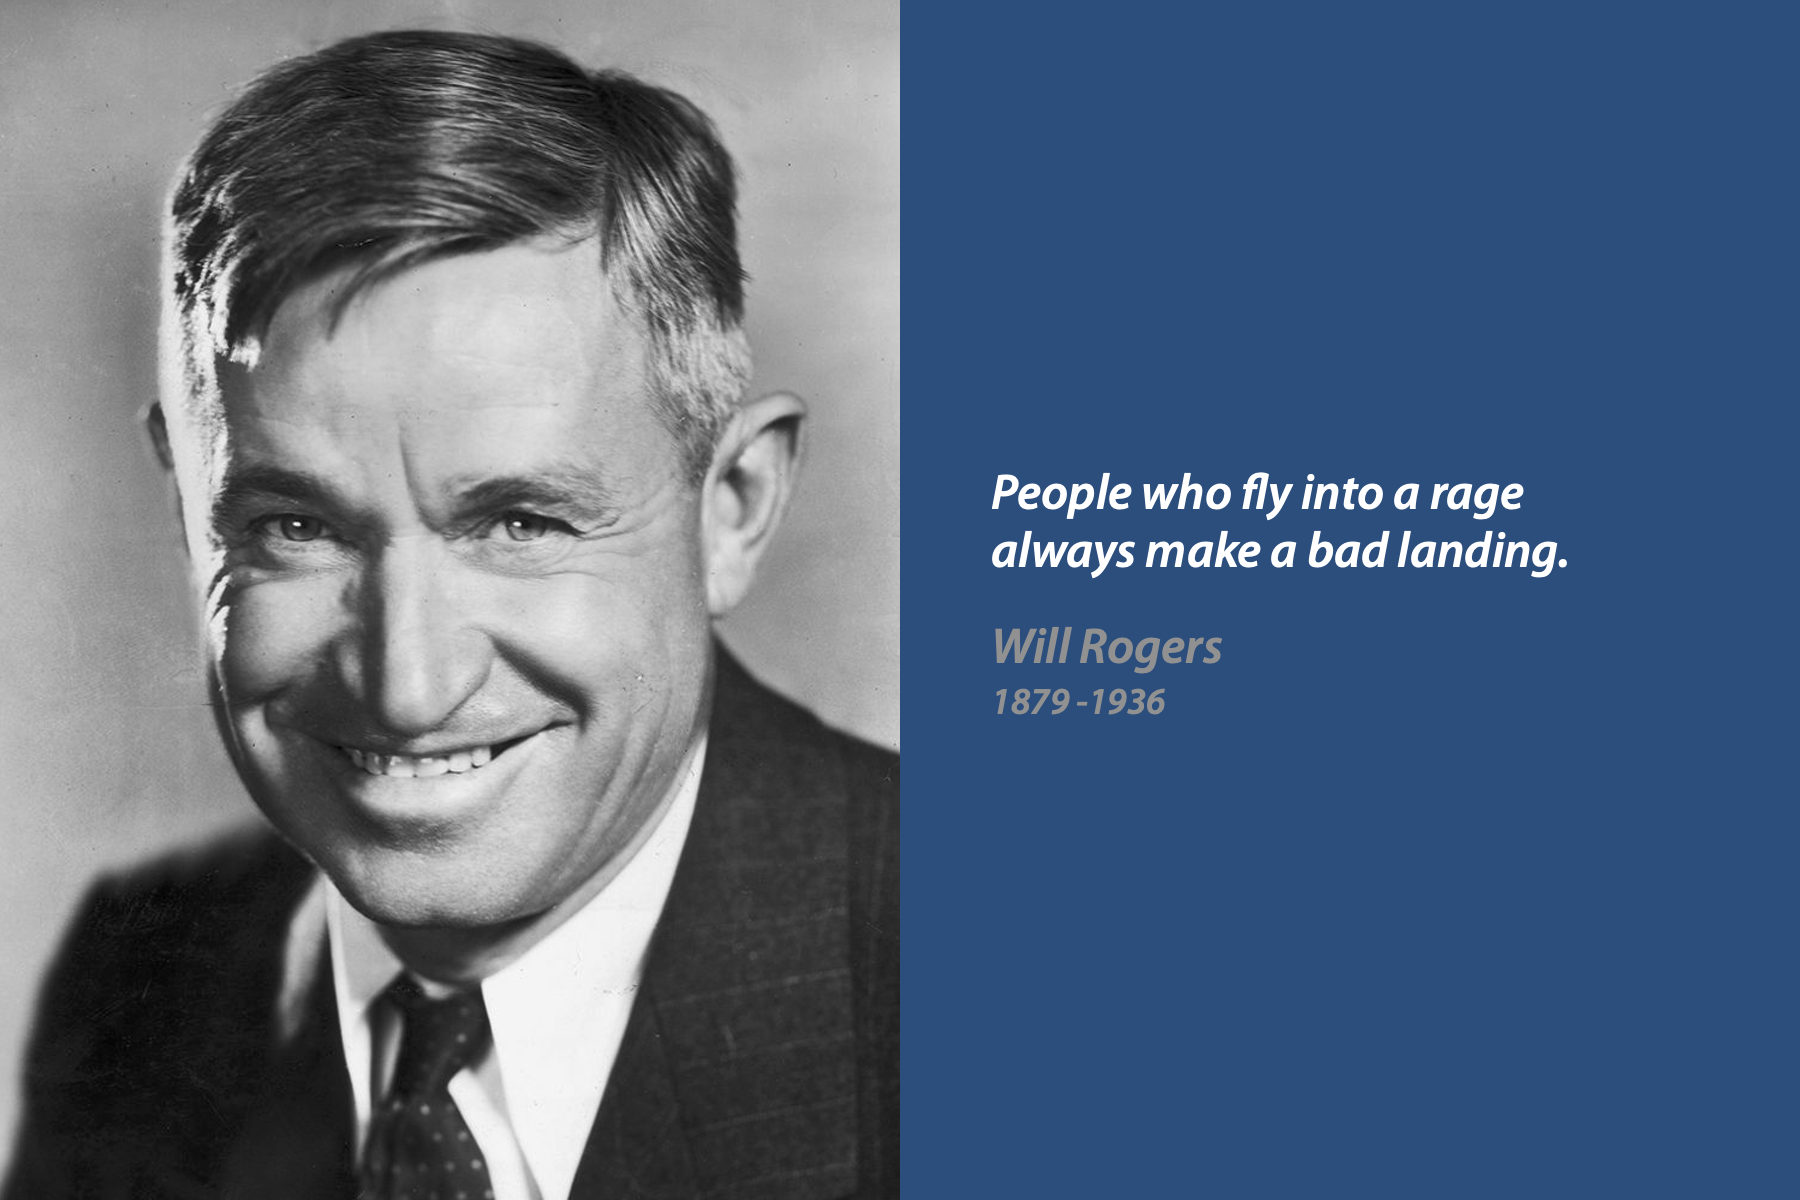 People who fly into a rage
always make a bad landing.
Will Rogers
1879 -1936